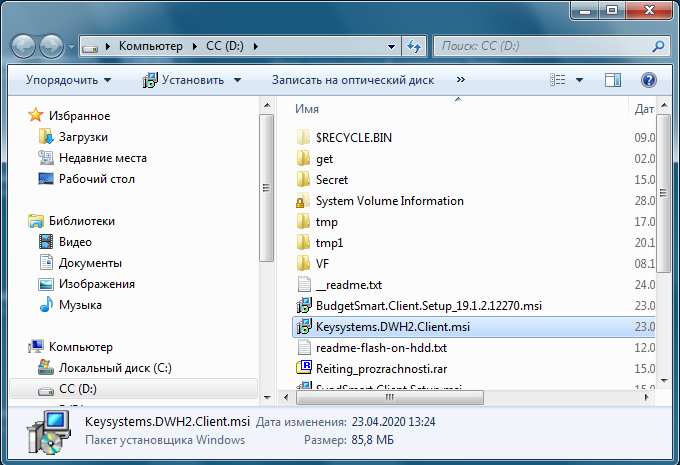 Компьютер ▸ CC (D:) ▸
Поиск: CC (D:)
Упорядочить Установить Записать на оптический диск »
Избранное
Загрузки
Недавние места
Рабочий стол
Библиотеки
Видео
Документы
Изображения
Музыка
Компьютер
Локальный диск (C:)
CC (D:)
Имя Дата
$RECYCLE.BIN 09.0
get 02.0
Secret 15.0
System Volume Information 28.0
tmp 17.0
tmp1 20.1
VF 08.1
__readme.txt 24.0
BudgetSmart.Client.Setup_19.1.2.12270.msi 23.0
Keysystems.DWH2.Client.msi 23.0
readme-flash-on-hdd.txt 12.0
Reiting_prozrachnosti.rar 15.0
Keysystems.DWH2.Client.msi Дата изменения: 23.04.2020 13:24
Пакет установщика Windows Размер: 85,8 МБ